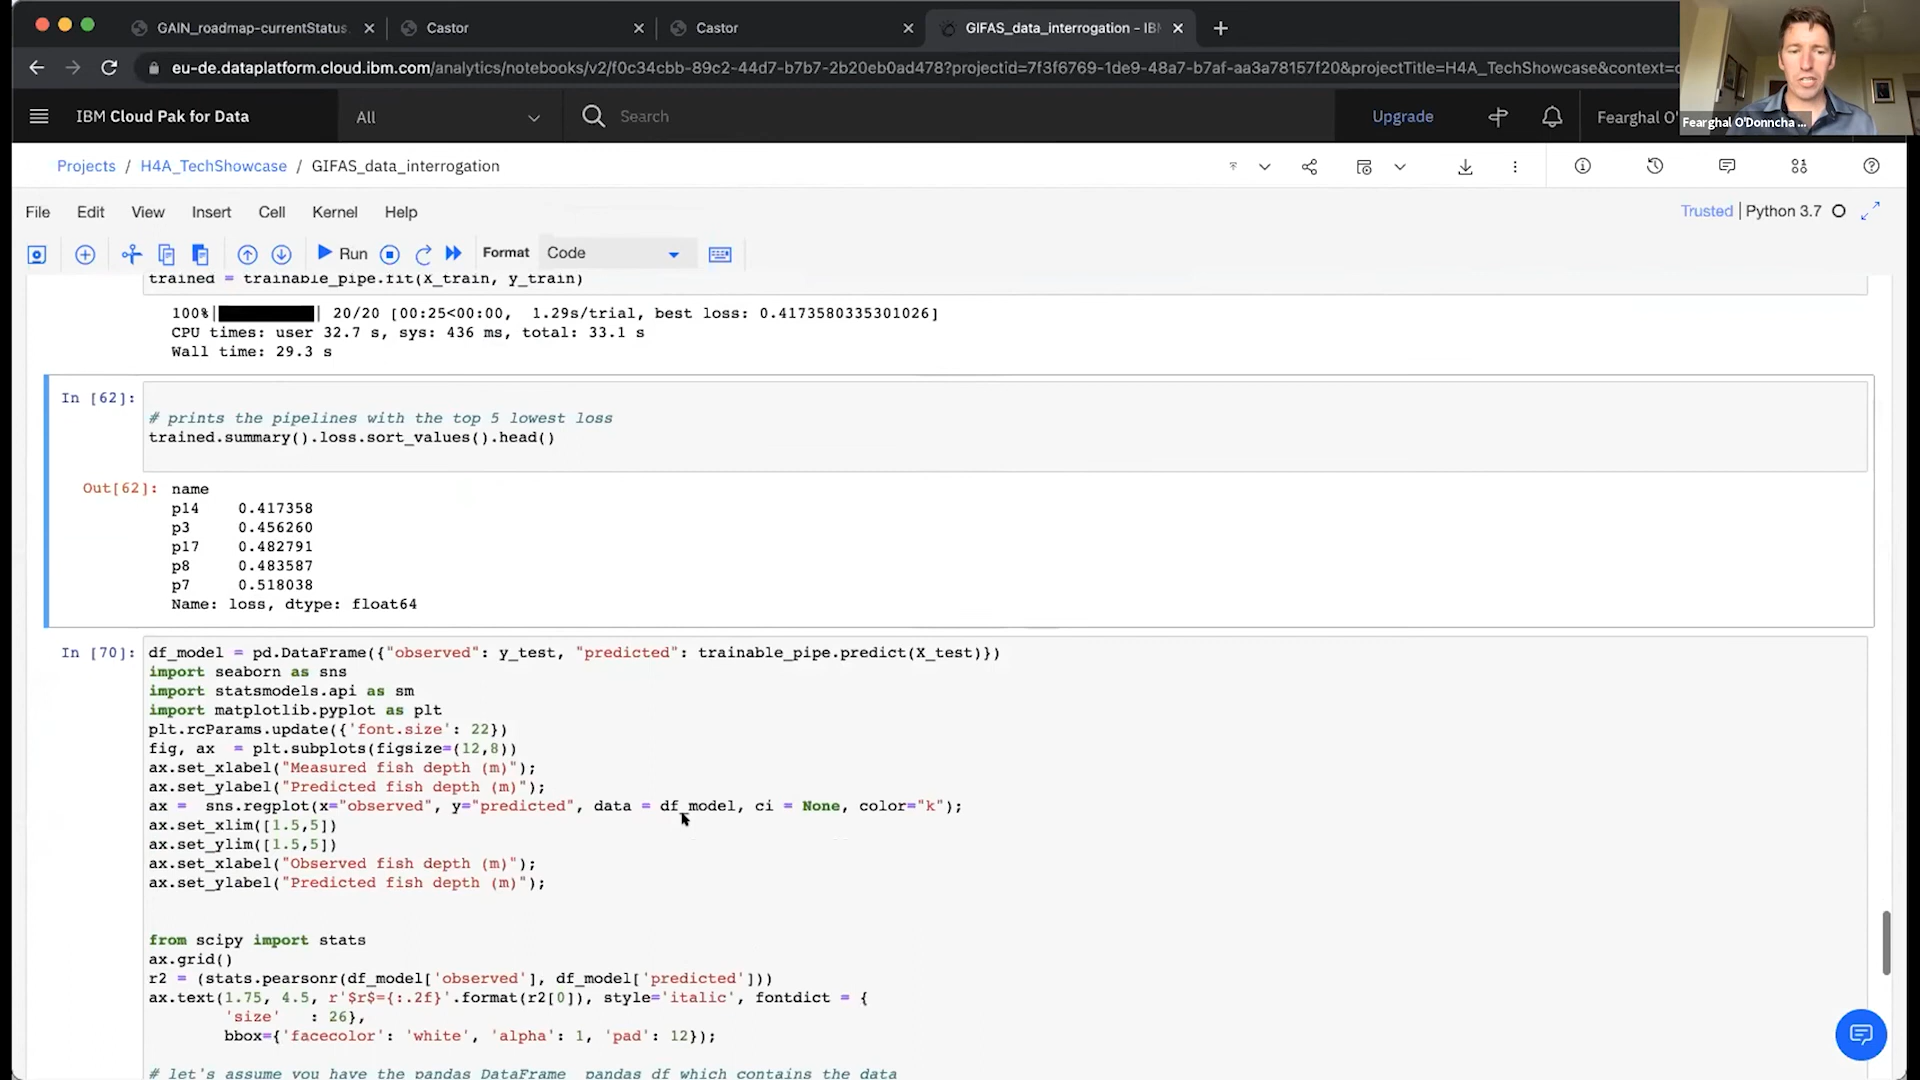 GAIN_roadmap-currentStatus
Castor
Castor
GIFAS_data_interrogation - IB
eu-de.dataplatform.cloud.ibm.com/analytics/notebooks/v2/f0c34cbb-89c2-44d7-b7b7-2b20eb0ad478?projectid=7f3f6769-1de9-48a7-b7af-aa3a78157f20&projectTitle=H4A_TechShowcase&context=
Fearghal O'Donncha ...
IBM Cloud Pak for Data
All
Search
Upgrade
Fearghal O'
Projects / H4A_TechShowcase / GIFAS_data_interrogation
File Edit View Insert Cell Kernel Help
Trusted | Python 3.7
Run
Format
Code
trained = trainable_pipe.fit(X_train, y_train)
100%| | 20/20 [00:25<00:00, 1.29s/trial, best loss: 0.4173580335301026]
CPU times: user 32.7 s, sys: 436 ms, total: 33.1 s
Wall time: 29.3 s
In [62]:
# prints the pipelines with the top 5 lowest loss
trained.summary().loss.sort_values().head()
Out[62]: name
p14 0.417358
p3 0.456260
p17 0.482791
p8 0.483587
p7 0.518038
Name: loss, dtype: float64
In [70]: df_model = pd.DataFrame({"observed": y_test, "predicted": trainable_pipe.predict(X_test)})
import seaborn as sns
import statsmodels.api as sm
import matplotlib.pyplot as plt
plt.rcParams.update({'font.size': 22})
fig, ax = plt.subplots(figsize=(12,8))
ax.set_xlabel("Measured fish depth (m)");
ax.set_ylabel("Predicted fish depth (m)");
ax = sns.regplot(x="observed", y="predicted", data = df_model, ci = None, color="k");
ax.set_xlim([1.5,5])
ax.set_ylim([1.5,5])
ax.set_xlabel("Observed fish depth (m)");
ax.set_ylabel("Predicted fish depth (m)");
from scipy import stats
ax.grid()
r2 = (stats.pearsonr(df_model['observed'], df_model['predicted']))
ax.text(1.75, 4.5, r'$r$={:.2f}'.format(r2[0]), style='italic', fontdict = {
'size' : 26},
bbox={'facecolor': 'white', 'alpha': 1, 'pad': 12});
# let's assume you have the pandas DataFrame pandas_df which contains the data